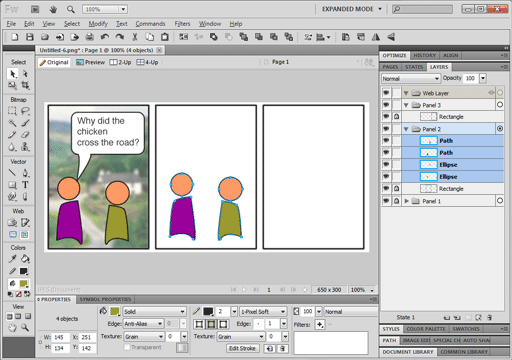 Fw
100%
EXPANDED MODE
File Edit View Select Modify Text Commands Filters Window Help
Untitled-6.png* : Page 1 @ 100% (4 objects)
Original Preview 2-Up 4-Up Page 1
Select
Bitmap
Vector
Web
Colors
View
Why did the
chicken
cross the road?
650 x 300 100%
OPTIMIZE HISTORY ALIGN
PAGES STATES LAYERS
Normal Opacity 100
Web Layer
Panel 3
Rectangle
Panel 2
Path
Path
Ellipse
Ellipse
Rectangle
Panel 1
State 1
STYLES COLOR PALETTE SWATCHES
PATH IMAGE EDIT SPECIAL CH AUTO SHA
DOCUMENT LIBRARY COMMON LIBRARY
PROPERTIES SYMBOL PROPERTIES
4 objects
W: 145 X: 251
H: 134 Y: 142
Solid
Edge: Anti-Alias 0
Texture: Grain 0
Transparent
2 1-Pixel Soft
Edge: 1
Texture: Grain 0
Edit Stroke
100 Normal
Filters: